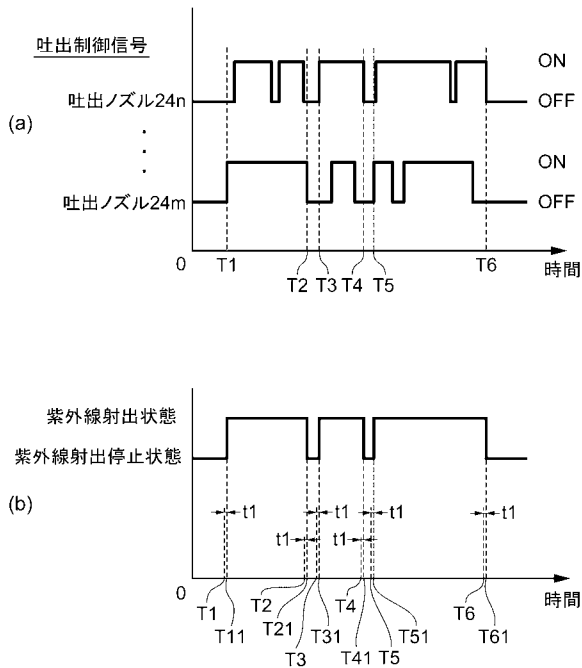 吐出制御信号
ON
吐出ノズル24n
OFF
(a)
・
・
・
ON
吐出ノズル24m
OFF
0
T1
T2
T3
T4
T5
T6
時間
紫外線射出状態
紫外線射出停止状態
(b)
t1
t1
t1
t1
t1
t1
0
T1
T11
T2
T21
T3
T31
T4
T41
T5
T51
T6
T61
時間